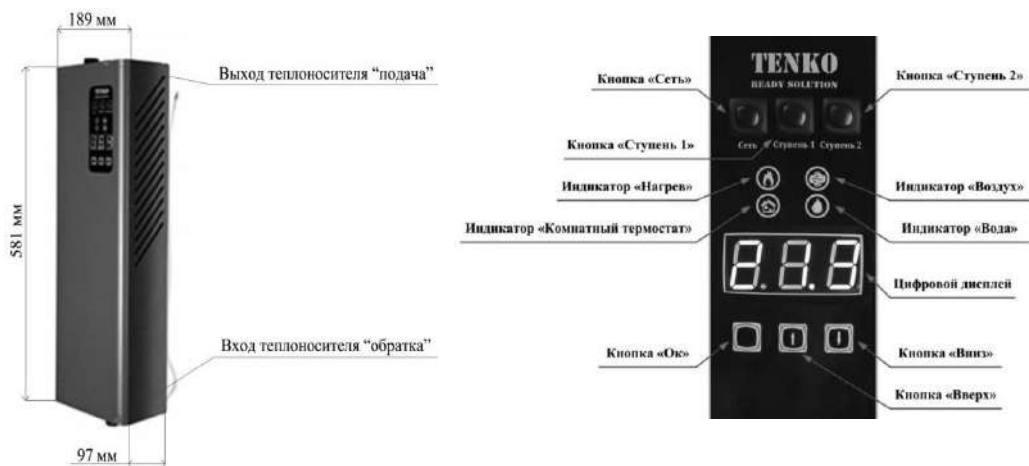 189 мм
Выход теплоносителя “подача”
581 мм
Вход теплоносителя “обратка”
97 мм
TENKO
READY SOLUTION
Кнопка «Сеть»
Кнопка «Ступень 2»
Сеть Ступень 1 Ступень 2
Кнопка «Ступень 1»
Индикатор «Нагрев»
Индикатор «Воздух»
Индикатор «Комнатный термостат»
Индикатор «Вода»
Цифровой дисплей
Кнопка «Ок»
Кнопка «Вниз»
Кнопка «Вверх»